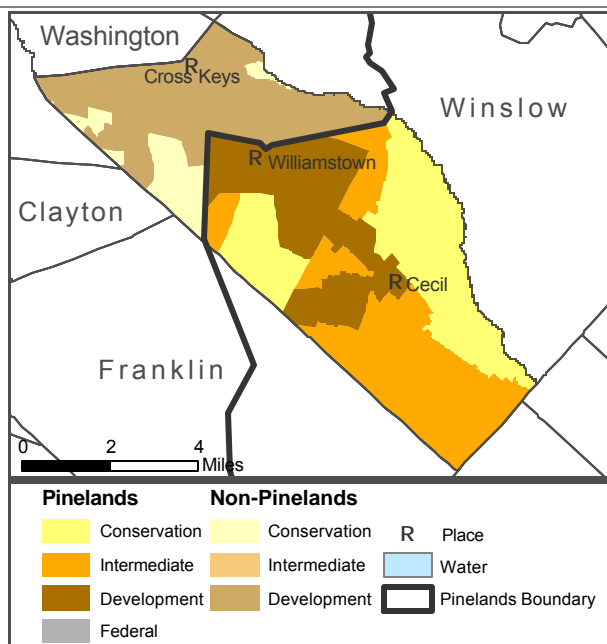 Washington
R
Cross Keys
Winslow
R Williamstown
Clayton
R Cecil
Franklin
0 2 4
Miles
Pinelands Non-Pinelands
Conservation Conservation R Place
Intermediate Intermediate Water
Development Development Pinelands Boundary
Federal